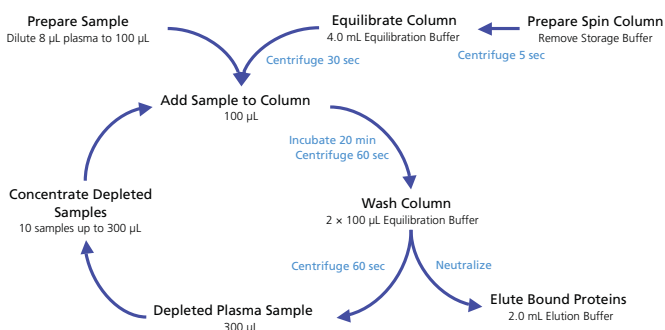 Prepare Sample
Dilute 8 µL plasma to 100 µL
Equilibrate Column
4.0 mL Equilibration Buffer
Prepare Spin Column
Remove Storage Buffer
Centrifuge 30 sec
Centrifuge 5 sec
Add Sample to Column
100 µL
Incubate 20 min
Centrifuge 60 sec
Concentrate Depleted
Samples
10 samples up to 300 µL
Wash Column
2 × 100 µL Equilibration Buffer
Centrifuge 60 sec
Neutralize
Depleted Plasma Sample
300 µL
Elute Bound Proteins
2.0 mL Elution Buffer